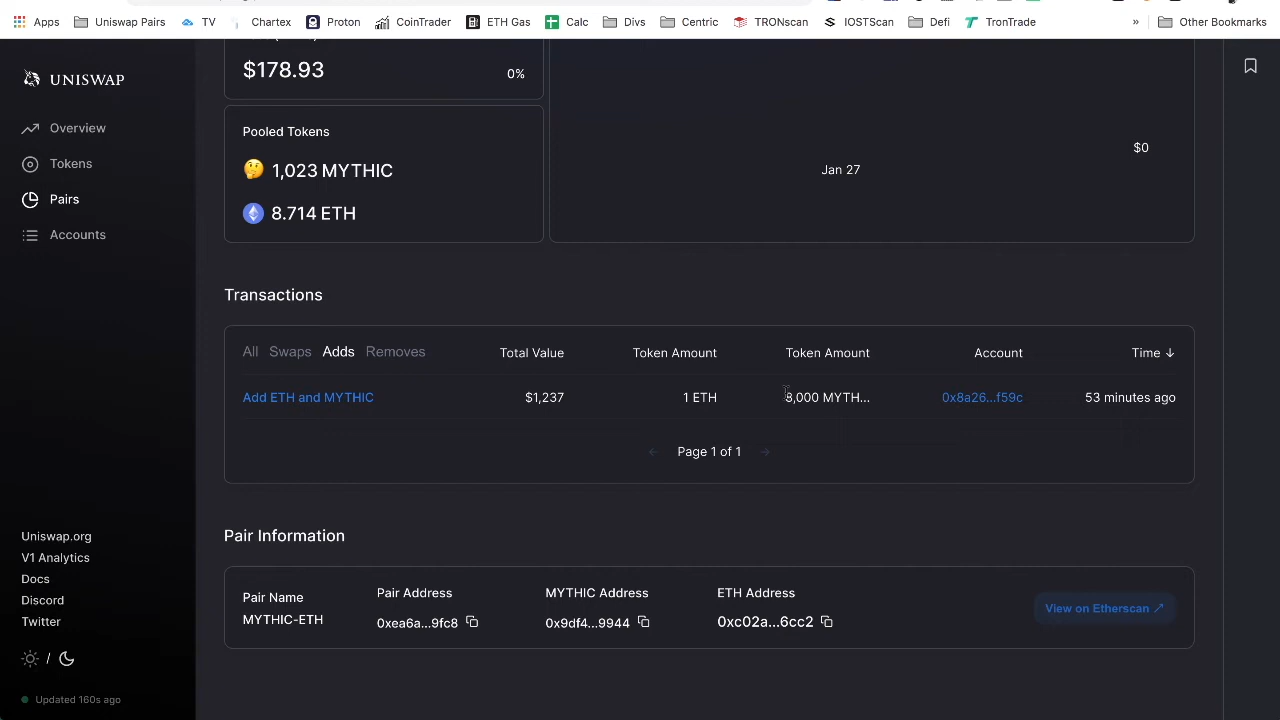 Apps Uniswap Pairs TV Chartex Proton CoinTrader ETH Gas Calc Divs Centric TRONscan IOSTScan Defi TronTrade » Other Bookmarks
UNISWAP
Overview
Tokens
Pairs
Accounts
$178.93 0%
Pooled Tokens
1,023 MYTHIC
8.714 ETH
$0
Jan 27
Transactions
All Swaps Adds Removes Total Value Token Amount Token Amount Account Time ↓
Add ETH and MYTHIC $1,237 1 ETH 8,000 MYTH... 0x8a26...f59c 53 minutes ago
← Page 1 of 1 →
Pair Information
Pair Name Pair Address MYTHIC Address ETH Address
MYTHIC-ETH 0xea6a...9fc8 0x9df4...9944 0xc02a...6cc2
View on Etherscan ↗
Uniswap.org
V1 Analytics
Docs
Discord
Twitter
/
Updated 160s ago